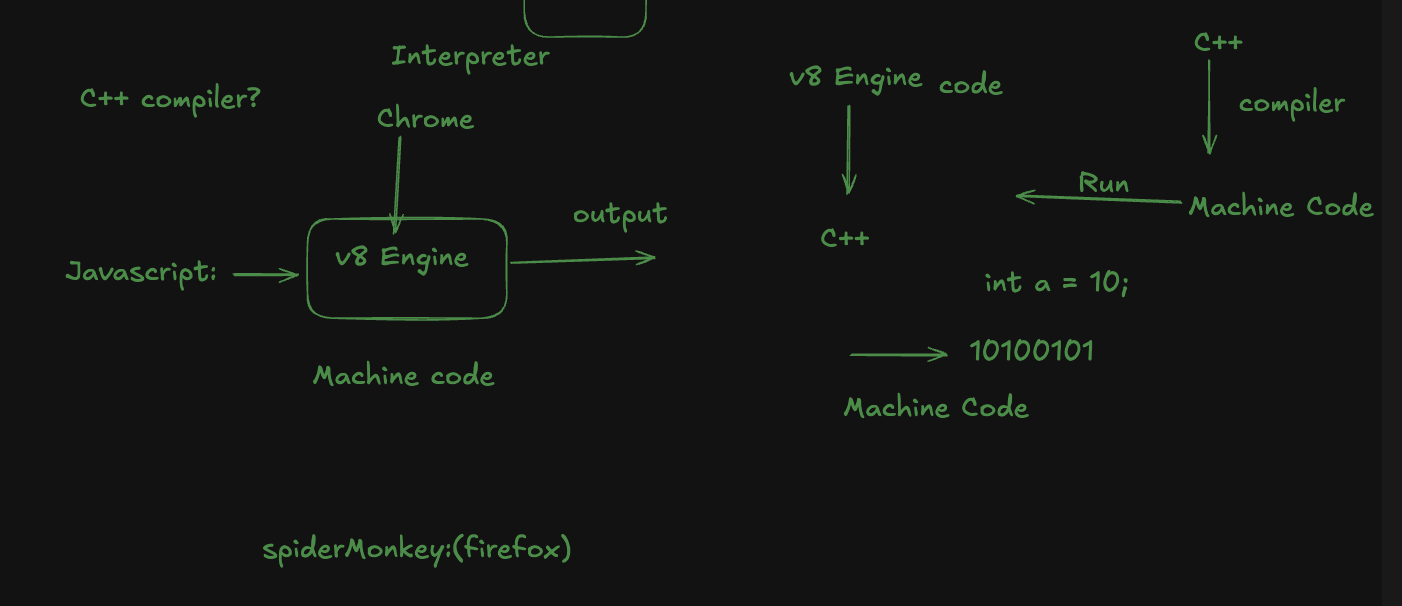 Interpreter
C++ compiler?
Chrome
Javascript:
v8 Engine
output
Machine code
spiderMonkey:(firefox)
v8 Engine code
C++
C++
compiler
Run
Machine Code
int a = 10;
10100101
Machine Code